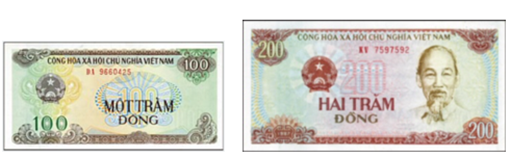 CỘNG HÒA XÃ HỘI CHỦ NGHĨA VIỆT NAM
DI 9660425
100
100
MỘT TRĂM
ĐỒNG
100
CỘNG HÒA XÃ HỘI CHỦ NGHĨA VIỆT NAM
200
KV 7597592
200
HAI TRĂM
ĐỒNG
200